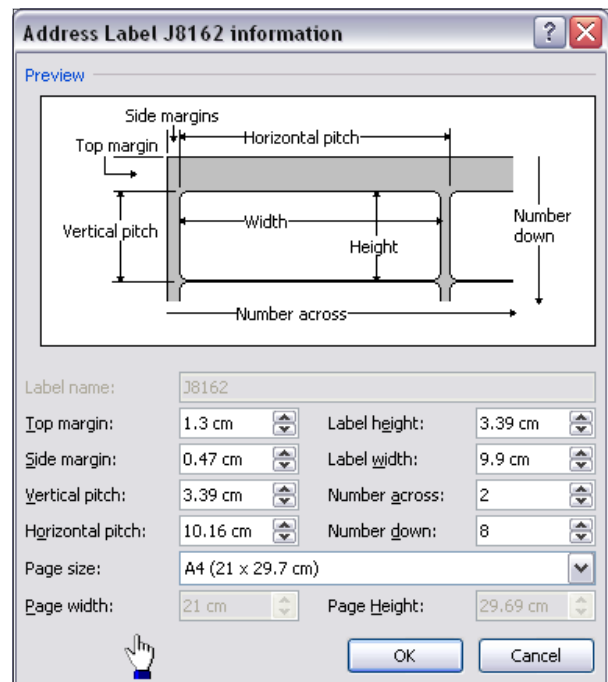 Address Label J8162 information
Preview
Side margins
Top margin
Horizontal pitch
Vertical pitch
Width
Height
Number down
Number across
Label name: J8162
Top margin: 1.3 cm Label height: 3.39 cm
Side margin: 0.47 cm Label width: 9.9 cm
Vertical pitch: 3.39 cm Number across: 2
Horizontal pitch: 10.16 cm Number down: 8
Page size: A4 (21 x 29.7 cm)
Page width: 21 cm Page Height: 29.69 cm
OK Cancel